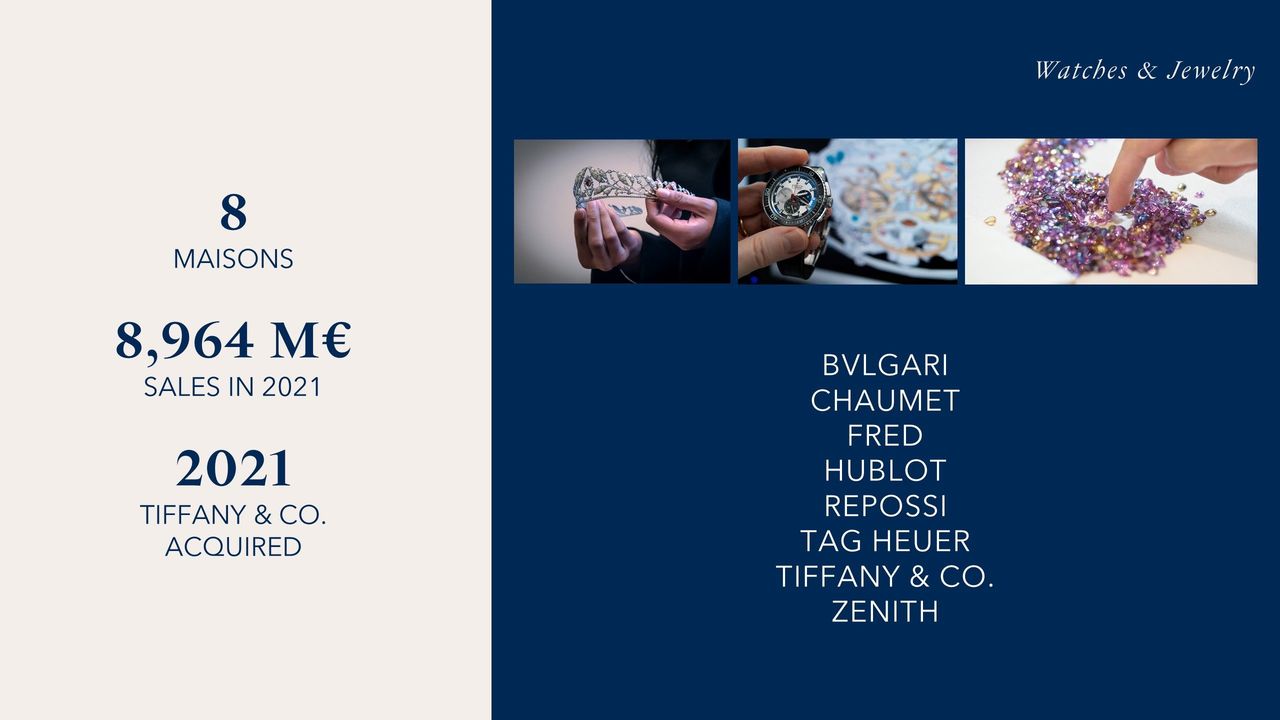 8
MAISONS
8,964 M€
SALES IN 2021
2021
TIFFANY & CO.
ACQUIRED
Watches & Jewelry
BVLGARI
CHAUMET
FRED
HUBLOT
REPOSSI
TAG HEUER
TIFFANY & CO.
ZENITH